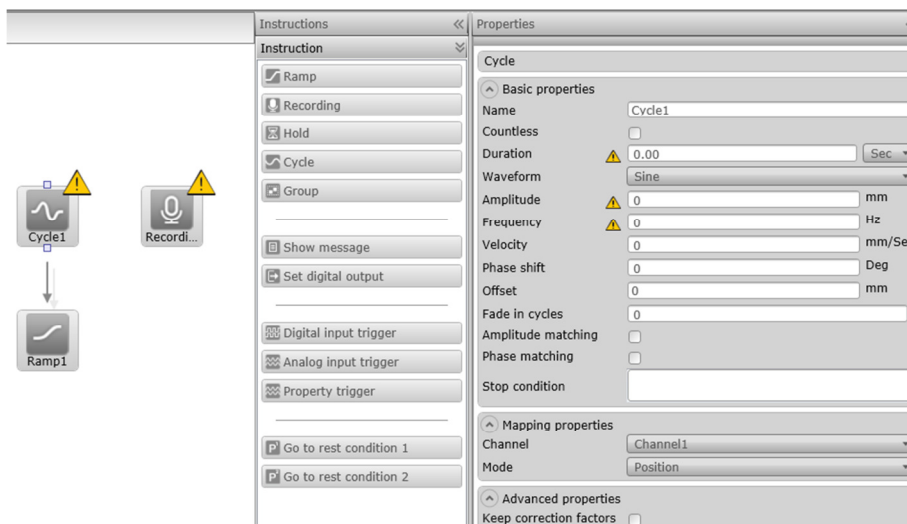 Instructions
Instruction
Ramp
Recording
Hold
Cycle
Group
Show message
Set digital output
Digital input trigger
Analog input trigger
Property trigger
P Go to rest condition 1
P Go to rest condition 2
Cycle1
Recordi...
Ramp1
Properties
Cycle
Basic properties
Name Cycle1
Countless
Duration 0.00 Sec
Waveform Sine
Amplitude 0 mm
Frequency 0 Hz
Velocity 0 mm/Se
Phase shift 0 Deg
Offset 0 mm
Fade in cycles 0
Amplitude matching
Phase matching
Stop condition
Mapping properties
Channel Channel1
Mode Position
Advanced properties
Keep correction factors